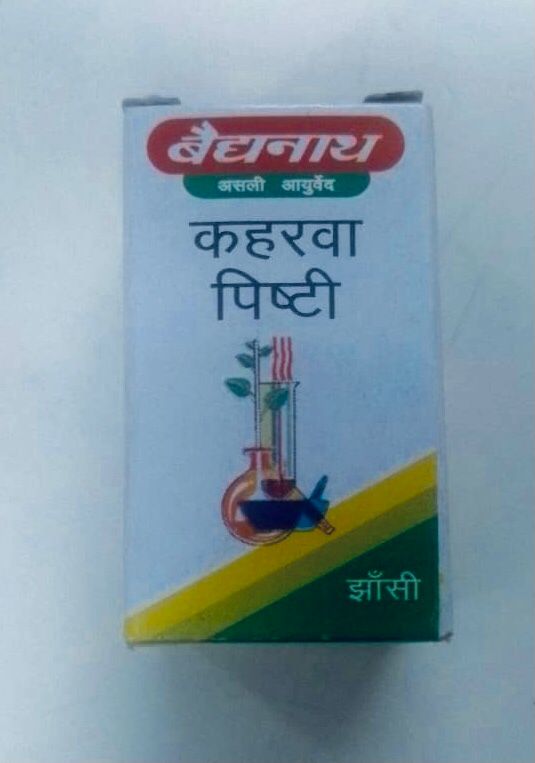 बैद्यनाथ
असली आयुर्वेद
कहरवा
पिष्टी
झाँसी